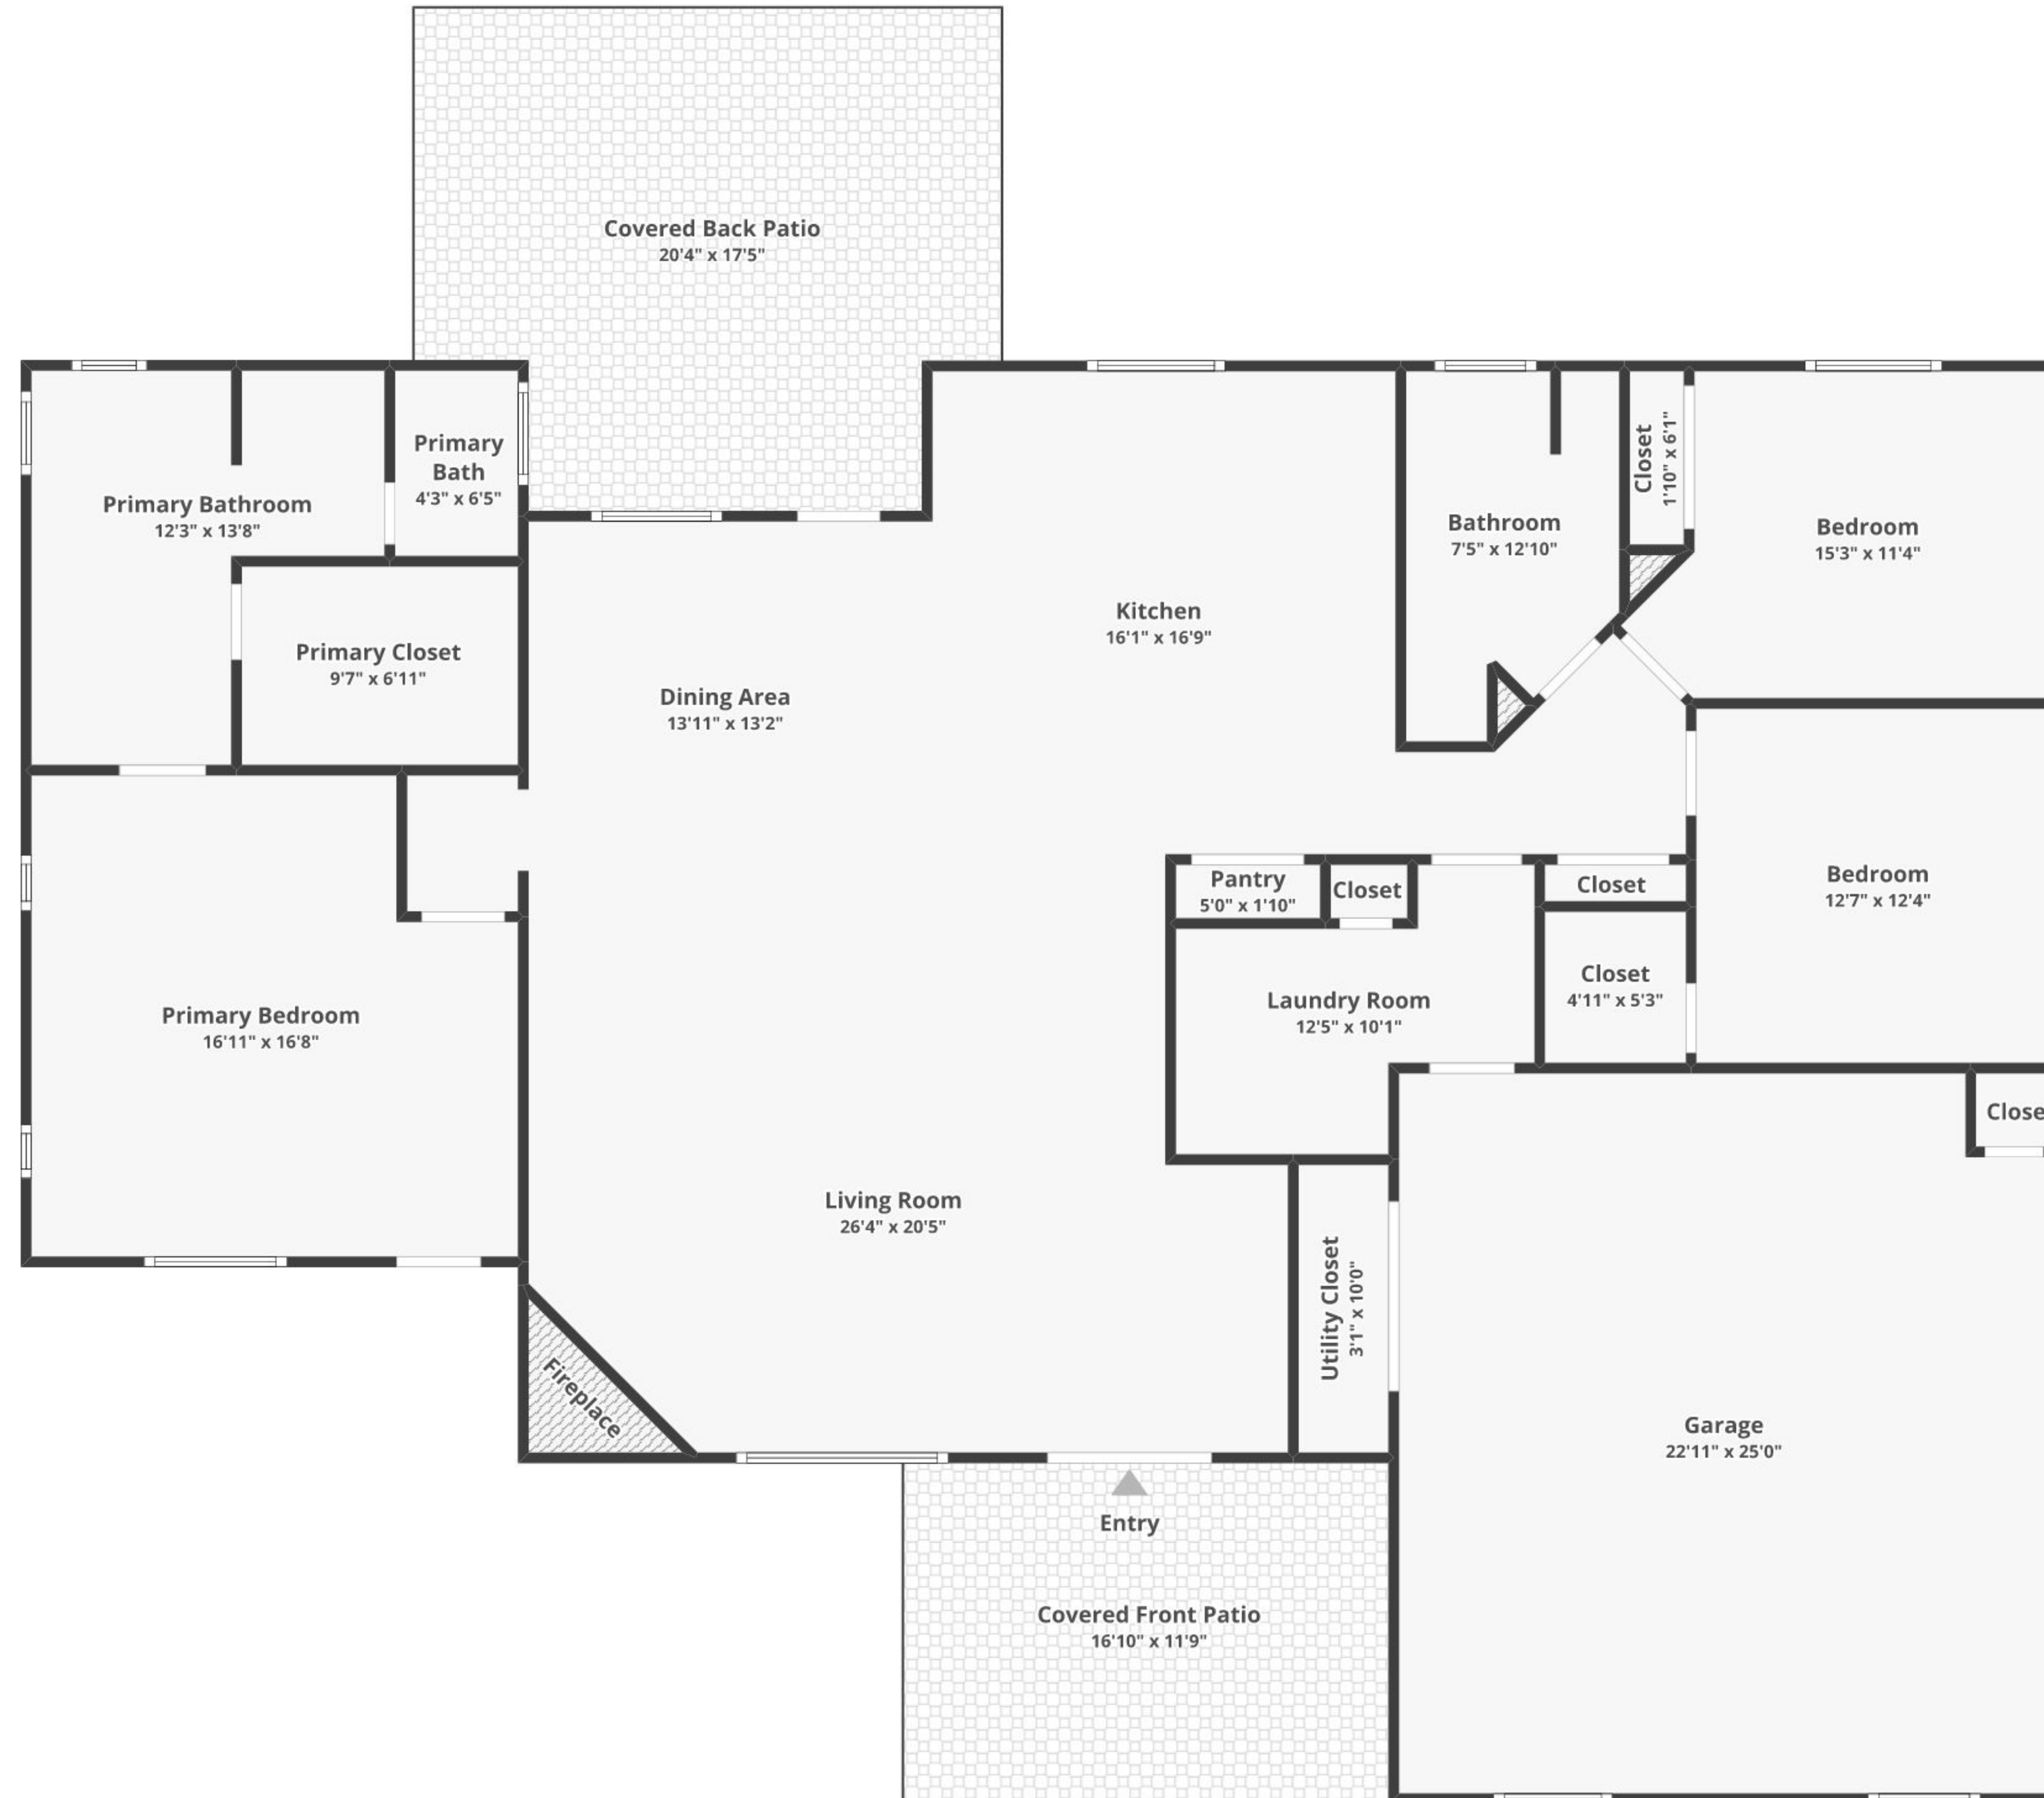 Covered Back Patio
20'4" x 17'5"
Primary
Bath
4'3" x 6'5"
Primary Bathroom
12'3" x 13'8"
Closet
1'10" x 6'1"
Bathroom
7'5" x 12'10"
Bedroom
15'3" x 11'4"
Kitchen
16'1" x 16'9"
Primary Closet
9'7" x 6'11"
Dining Area
13'11" x 13'2"
Pantry
5'0" x 1'10"
Closet
Closet
Bedroom
12'7" x 12'4"
Closet
4'11" x 5'3"
Laundry Room
12'5" x 10'1"
Primary Bedroom
16'11" x 16'8"
Close
Living Room
26'4" x 20'5"
Utility Closet
3'1" x 10'0"
Fireplace
Garage
22'11" x 25'0"
Entry
Covered Front Patio
16'10" x 11'9"